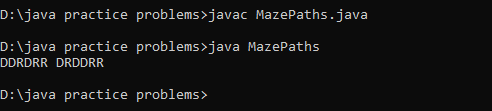 D:\java practice problems>javac MazePaths.java
D:\java practice problems>java MazePaths
DDRDRR DRDDRR
D:\java practice problems>